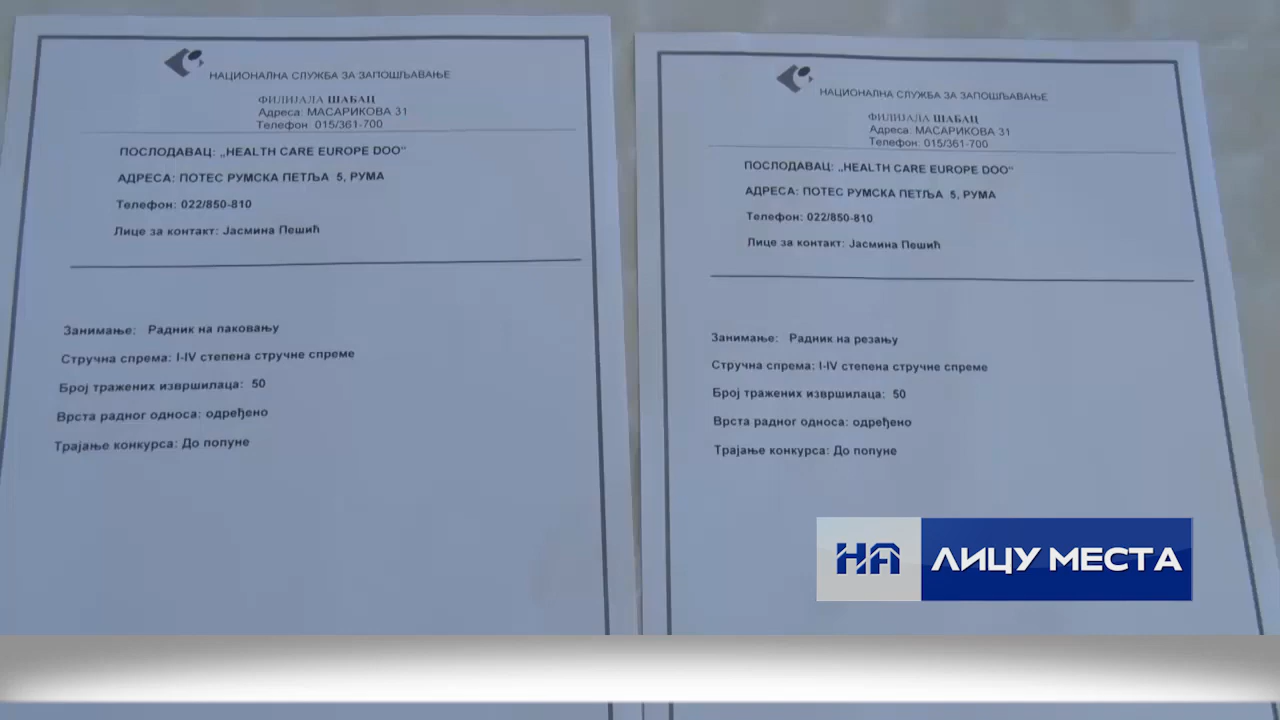 НАЦИОНАЛНА СЛУЖБА ЗА ЗАПОШЉАВАЊЕ
ФИЛИЈАЛА ШАБАЦ
Адреса: МАСАРИКОВА 31
Телефон 015/361-700
ПОСЛОДАВАЦ: „HEALTH CARE EUROPE DOO“
АДРЕСА: ПОТЕС РУМСКА ПЕТЉА 5, РУМА
Телефон: 022/850-810
Лице за контакт: Јасмина Пешић
Занимање: Радник на паковању
Стручна спрема: I-IV степена стручне спреме
Број тражених извршилаца: 50
Врста радног односа: одређено
Трајање конкурса: До попуне
НАЦИОНАЛНА СЛУЖБА ЗА ЗАПОШЉАВАЊЕ
ФИЛИЈАЛА ШАБАЦ
Адреса: МАСАРИКОВА 31
Телефон: 015/361-700
ПОСЛОДАВАЦ: „HEALTH CARE EUROPE DOO“
АДРЕСА: ПОТЕС РУМСКА ПЕТЉА 5, РУМА
Телефон: 022/850-810
Лице за контакт: Јасмина Пешић
Занимање: Радник на резању
Стручна спрема: I-IV степена стручне спреме
Број тражених извршилаца: 50
Врста радног односа: одређено
Трајање конкурса: До попуне
НА ЛИЦУ МЕСТА